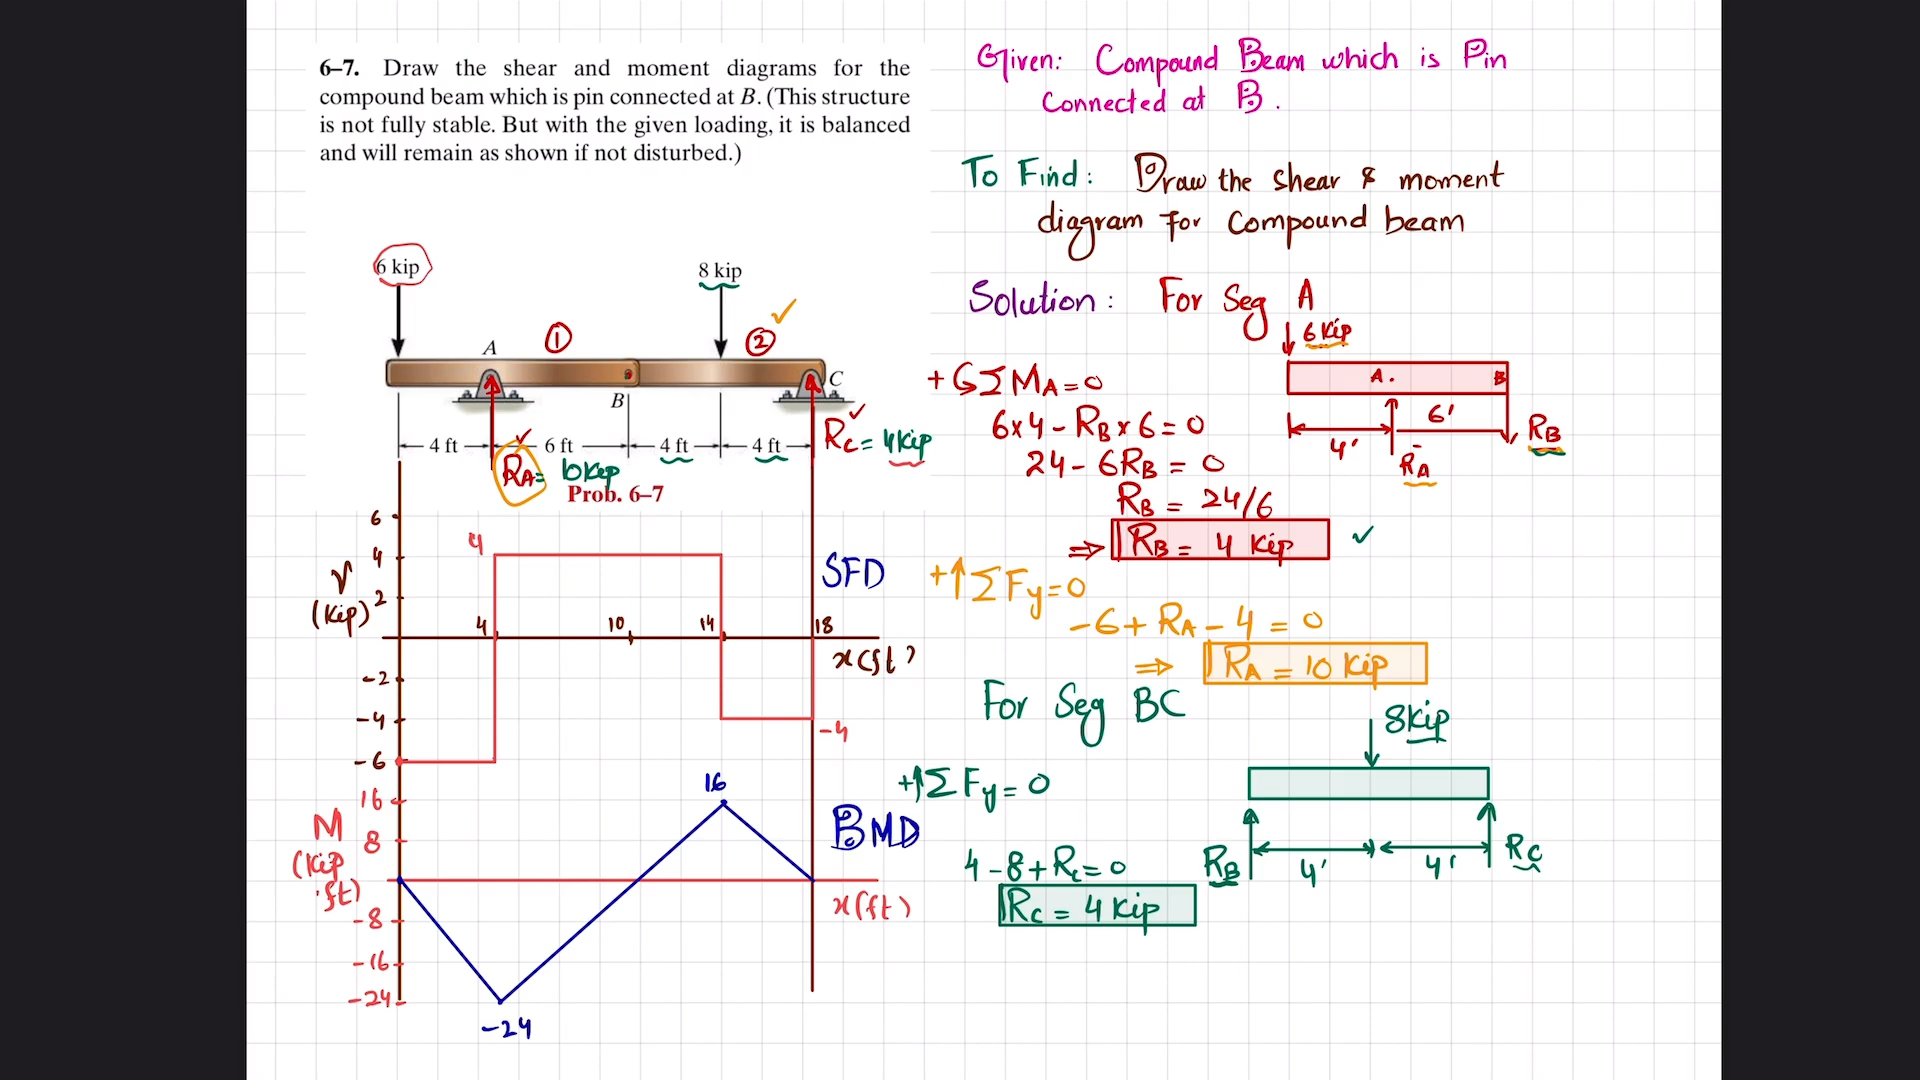 6–7. Draw the shear and moment diagrams for the
compound beam which is pin connected at B. (This structure
is not fully stable. But with the given loading, it is balanced
and will remain as shown if not disturbed.)
6 kip
8 kip
A
①
②
B
C
4 ft
6 ft
4 ft
4 ft
RA = 10 kip
RC = 4 kip
Prob. 6–7
V
(kip)
6
4
2
-2
-4
-6
4
4
10
14
18
x(ft)
-4
SFD
M
(kip
.ft)
16
8
-8
-16
-24
16
-24
x(ft)
BMD
Given: Compound Beam which is Pin
Connected at B.
To Find: Draw the shear & moment
diagram for Compound beam
Solution: For Seg A
6 kip
A.
B
4'
6'
RA
RB
+ ↺ ΣMA = 0
6×4 - RB×6 = 0
24 - 6RB = 0
RB = 24/6
⇒ RB = 4 kip
+↑ΣFy = 0
-6 + RA - 4 = 0
⇒ RA = 10 kip
For Seg BC
8 kip
RB
4'
4'
RC
+↑ΣFy = 0
4 - 8 + Rc = 0
RC = 4 kip